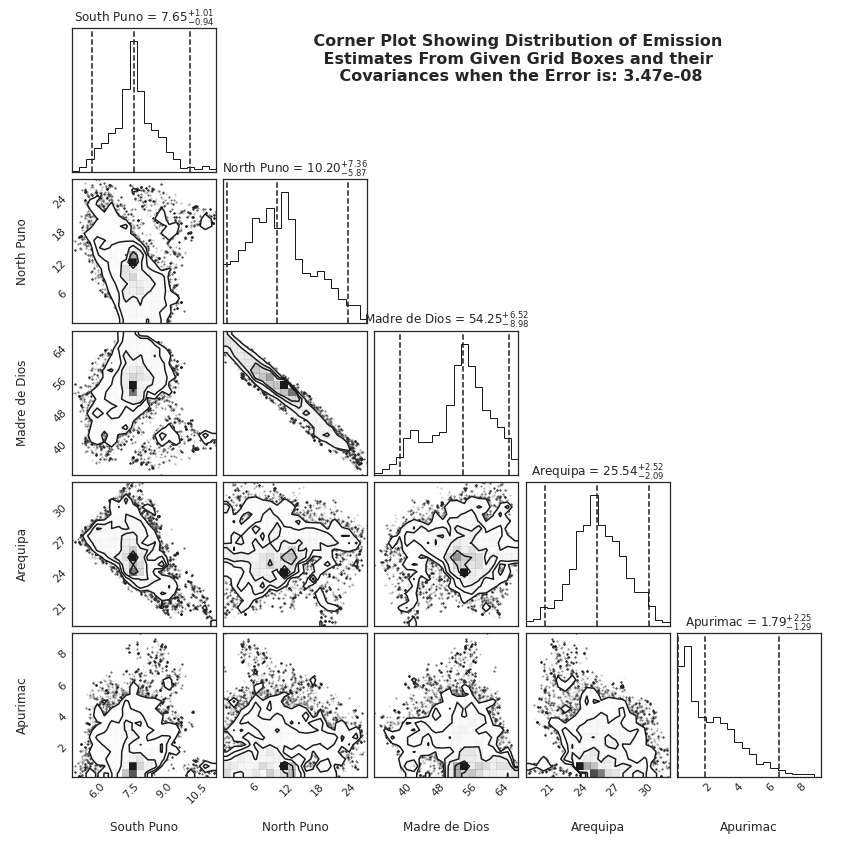 South Puno = 7.65+1.01 −0.94
Corner Plot Showing Distribution of Emission
Estimates From Given Grid Boxes and their
Covariances when the Error is: 3.47e-08
North Puno = 10.20+7.36 −5.87
North Puno
24
18
12
6
Madre de Dios = 54.25+6.52 −8.98
Madre de Dios
64
56
48
40
Arequipa = 25.54+2.52 −2.09
Arequipa
30
27
24
21
Apurimac = 1.79+2.25 −1.29
Apurimac
8
6
4
2
6.0 7.5 9.0 10.5 6 12 18 24 40 48 56 64 21 24 27 30 2 4 6 8
South Puno North Puno Madre de Dios Arequipa Apurimac